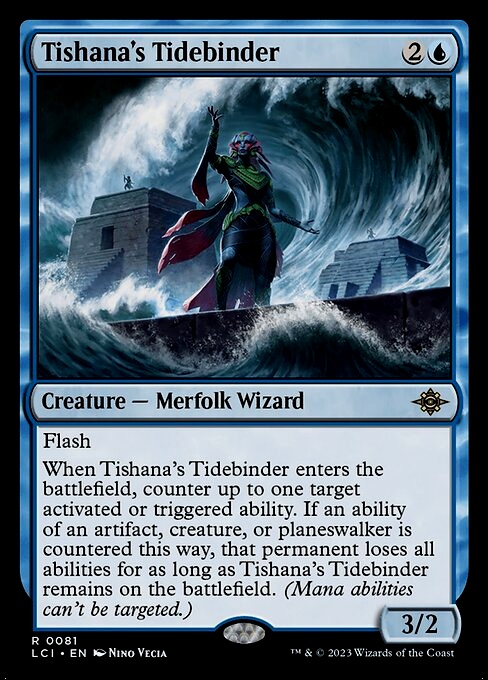 Tishana's Tidebinder 2
Creature — Merfolk Wizard
Flash
When Tishana's Tidebinder enters the
battlefield, counter up to one target
activated or triggered ability. If an ability
of an artifact, creature, or planeswalker is
countered this way, that permanent loses all
abilities for as long as Tishana's Tidebinder
remains on the battlefield. (Mana abilities
can't be targeted.)
3/2
R 0081
LCI • EN Nino Vecia
™ & © 2023 Wizards of the Coast